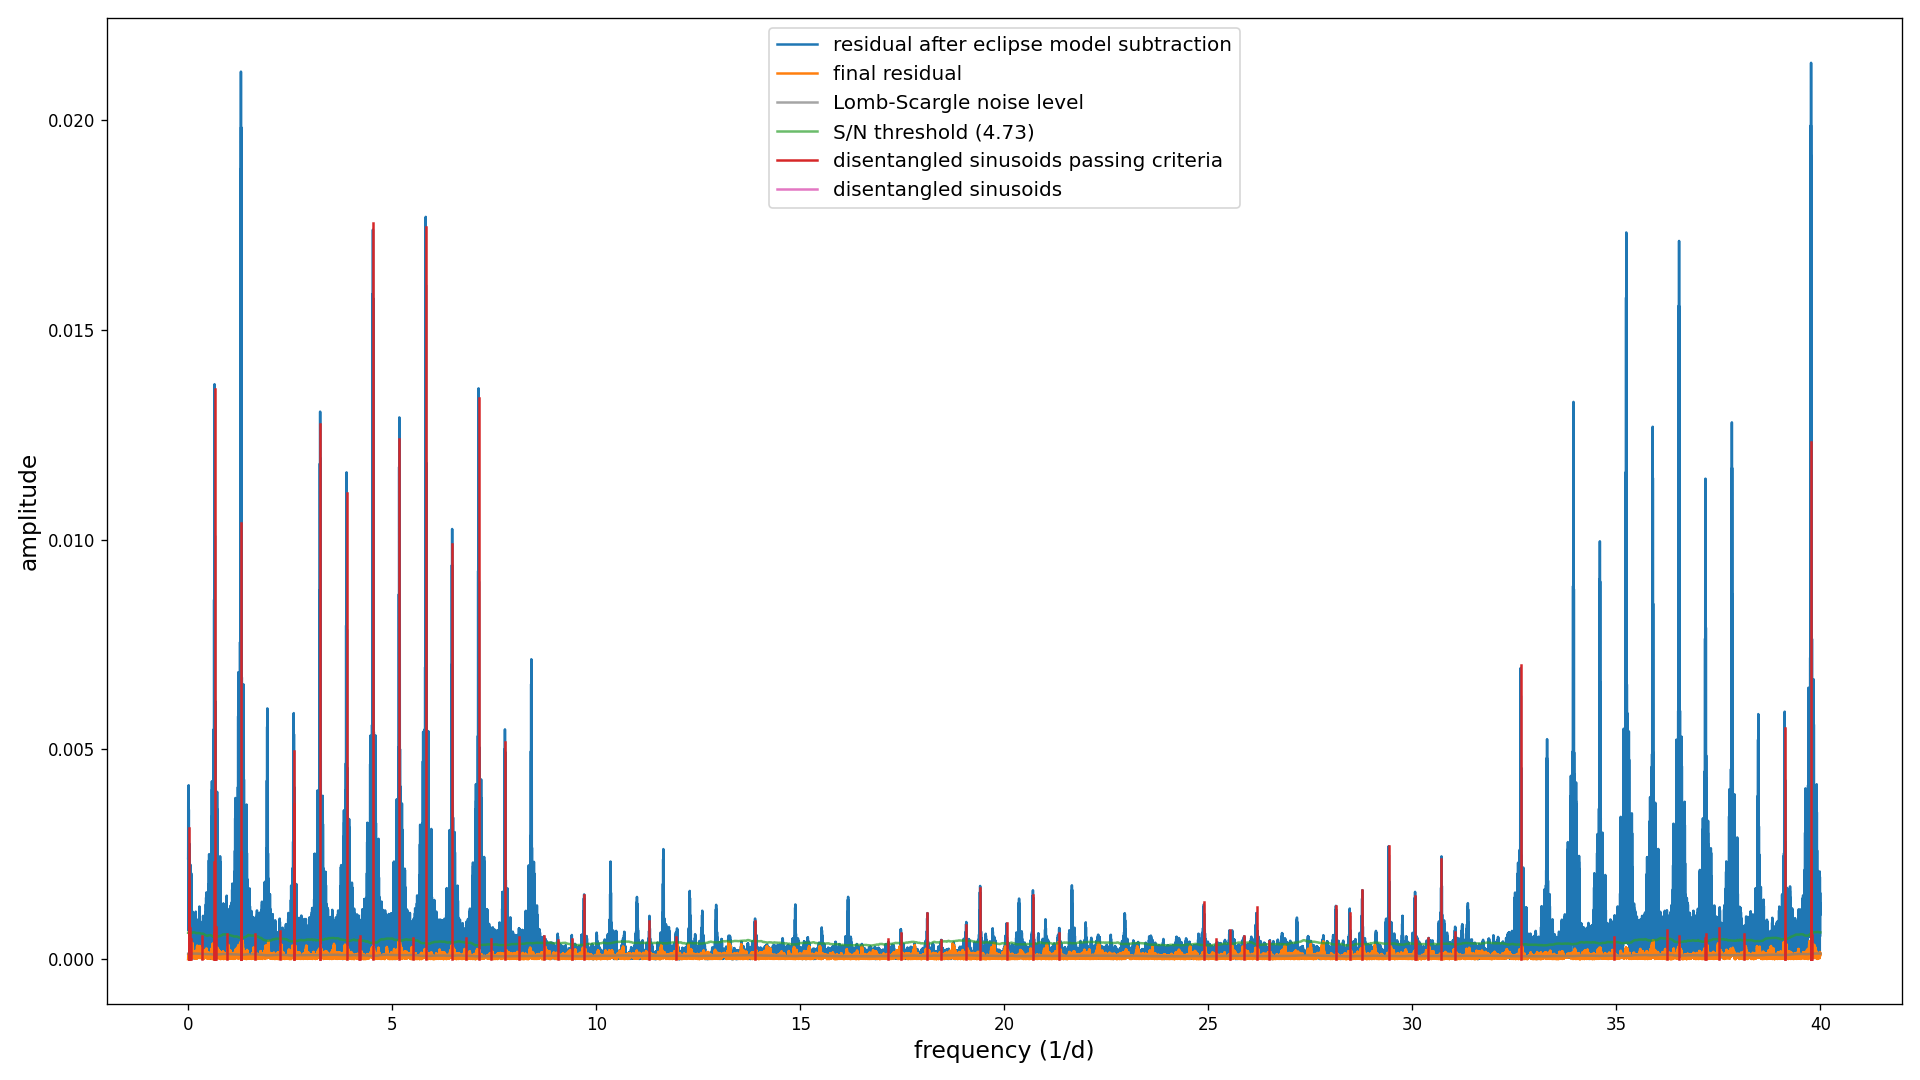 residual after eclipse model subtraction
final residual
Lomb-Scargle noise level
S/N threshold (4.73)
disentangled sinusoids passing criteria
disentangled sinusoids
0.020
0.015
0.010
0.005
0.000
amplitude
0 5 10 15 20 25 30 35 40
frequency (1/d)